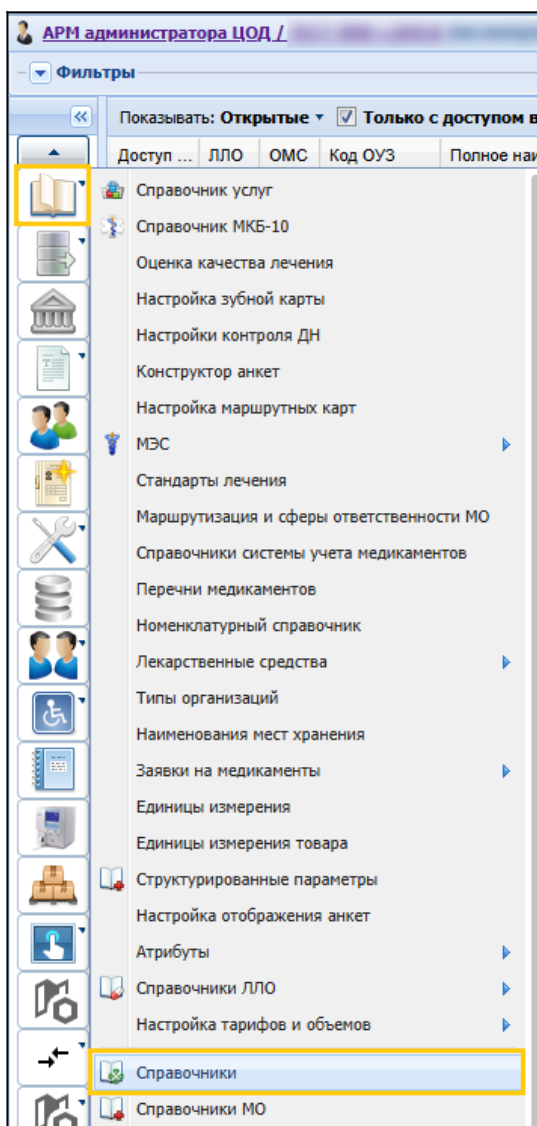 АРМ администратора ЦОД /
Фильтры
Показывать: Открытые Только с доступом в
Доступ ... ЛЛО ОМС Код ОУЗ Полное наи
Справочник услуг
Справочник МКБ-10
Оценка качества лечения
Настройка зубной карты
Настройки контроля ДН
Конструктор анкет
Настройка маршрутных карт
МЭС
Стандарты лечения
Маршрутизация и сферы ответственности МО
Справочники системы учета медикаментов
Перечни медикаментов
Номенклатурный справочник
Лекарственные средства
Типы организаций
Наименования мест хранения
Заявки на медикаменты
Единицы измерения
Единицы измерения товара
Структурированные параметры
Настройка отображения анкет
Атрибуты
Справочники ЛЛО
Настройка тарифов и объемов
Справочники
Справочники МО